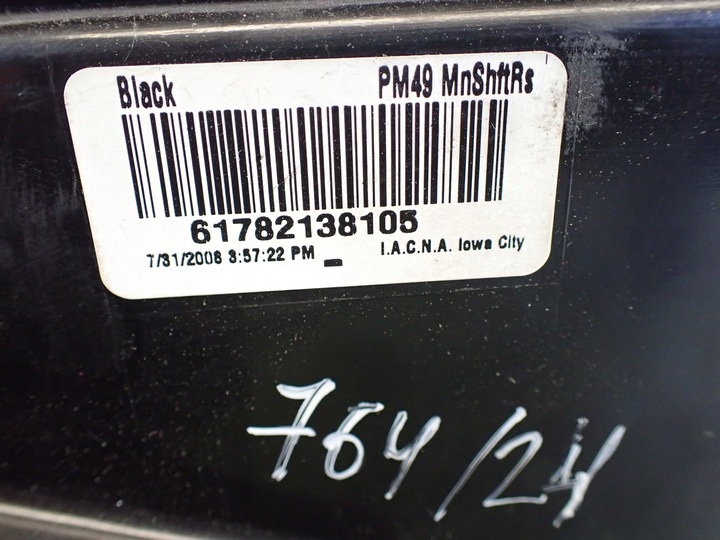 Black PM49 MnShftRs
61782138105
7/31/2008 3:57:22 PM I.A.C.N.A. Iowa City
764/24